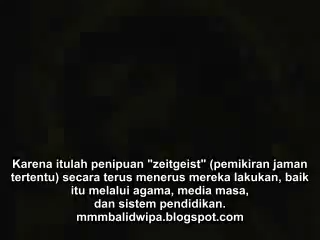 Karena itulah penipuan "zeitgeist" (pemikiran jaman
tertentu) secara terus menerus mereka lakukan, baik
itu melalui agama, media masa,
dan sistem pendidikan.
mmmbalidwipa.blogspot.com